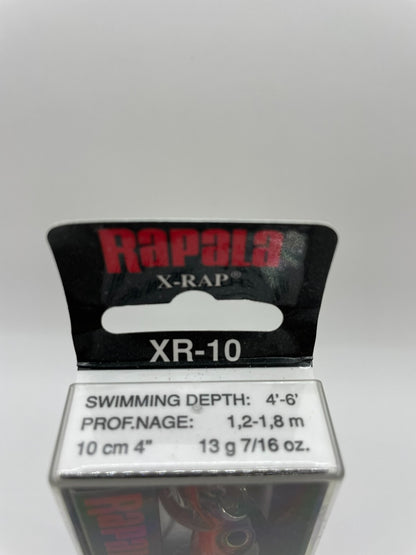 Rapala
X-RAP®
XR-10
SWIMMING DEPTH: 4'-6'
PROF.NAGE: 1,2-1,8 m
10 cm 4" 13 g 7/16 oz.